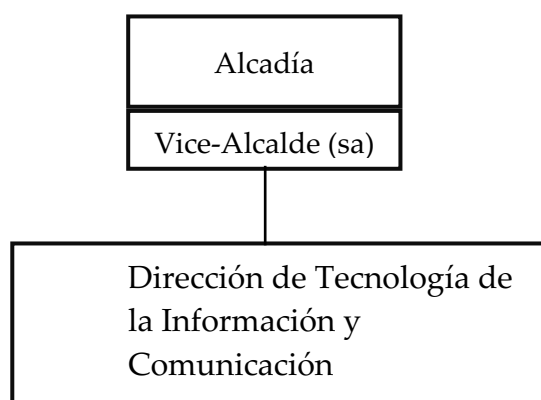 Alcadía
Vice-Alcalde (sa)
Dirección de Tecnología de
la Información y
Comunicación